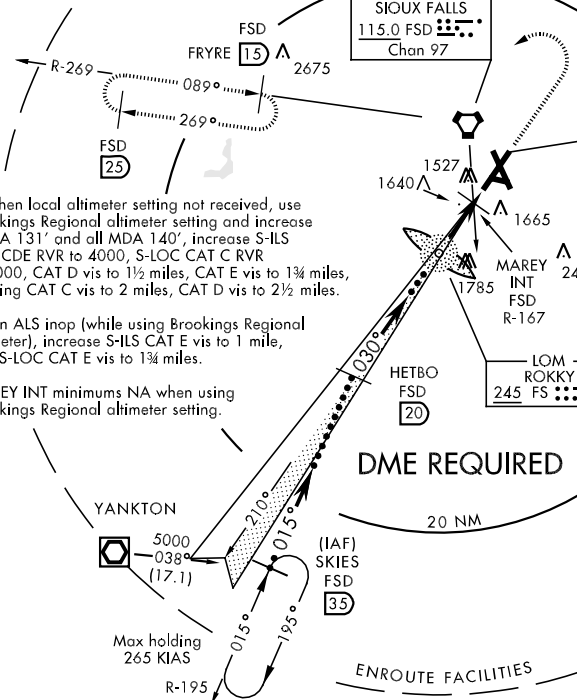 SIOUX FALLS
115.0 FSD
Chan 97
FSD
FRYRE 15
2675
R-269
089°
269°
FSD
25
1527
1640
1665
hen local altimeter setting not received, use
okings Regional altimeter setting and increase
A 131' and all MDA 140', increase S-ILS
CDE RVR to 4000, S-LOC CAT C RVR
000, CAT D vis to 1½ miles, CAT E vis to 1¾ miles,
ing CAT C vis to 2 miles, CAT D vis to 2½ miles.
1785
MAREY
INT
FSD
R-167
24
n ALS inop (while using Brookings Regional
eter), increase S-ILS CAT E vis to 1 mile,
S-LOC CAT E vis to 1¾ miles.
030°
LOM
ROKKY
245 FS
HETBO
FSD
20
EY INT minimums NA when using
kings Regional altimeter setting.
DME REQUIRED
20 NM
YANKTON
210°
015°
5000
038°
(17.1)
(IAF)
SKIES
FSD
35
015°
195°
Max holding
265 KIAS
R-195
ENROUTE FACILITIES